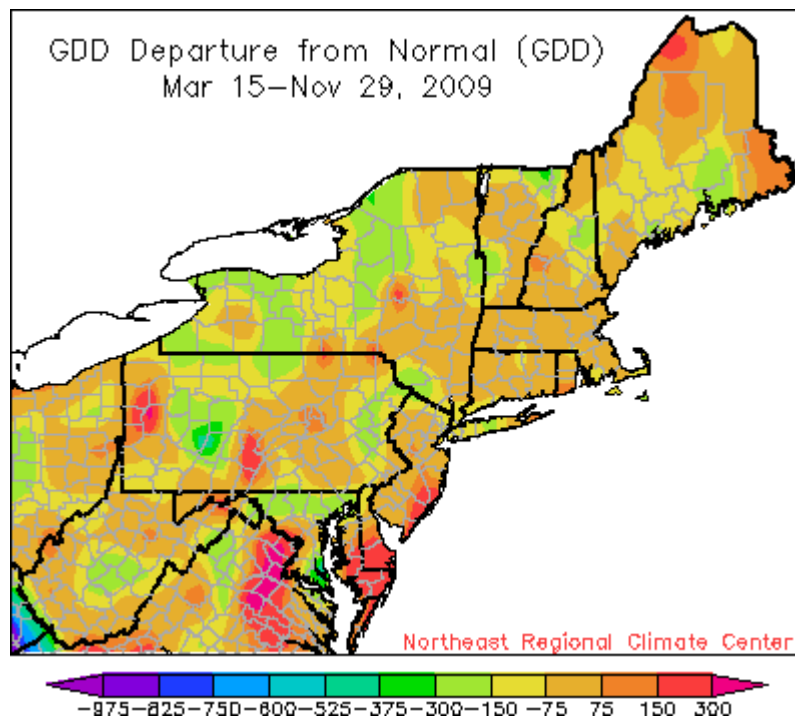 GDD Departure from Normal (GDD)
Mar 15-Nov 29, 2009
Northeast Regional Climate Center
-975 -825 -750 -600 -525 -375 -300 -150 -75 75 150 300